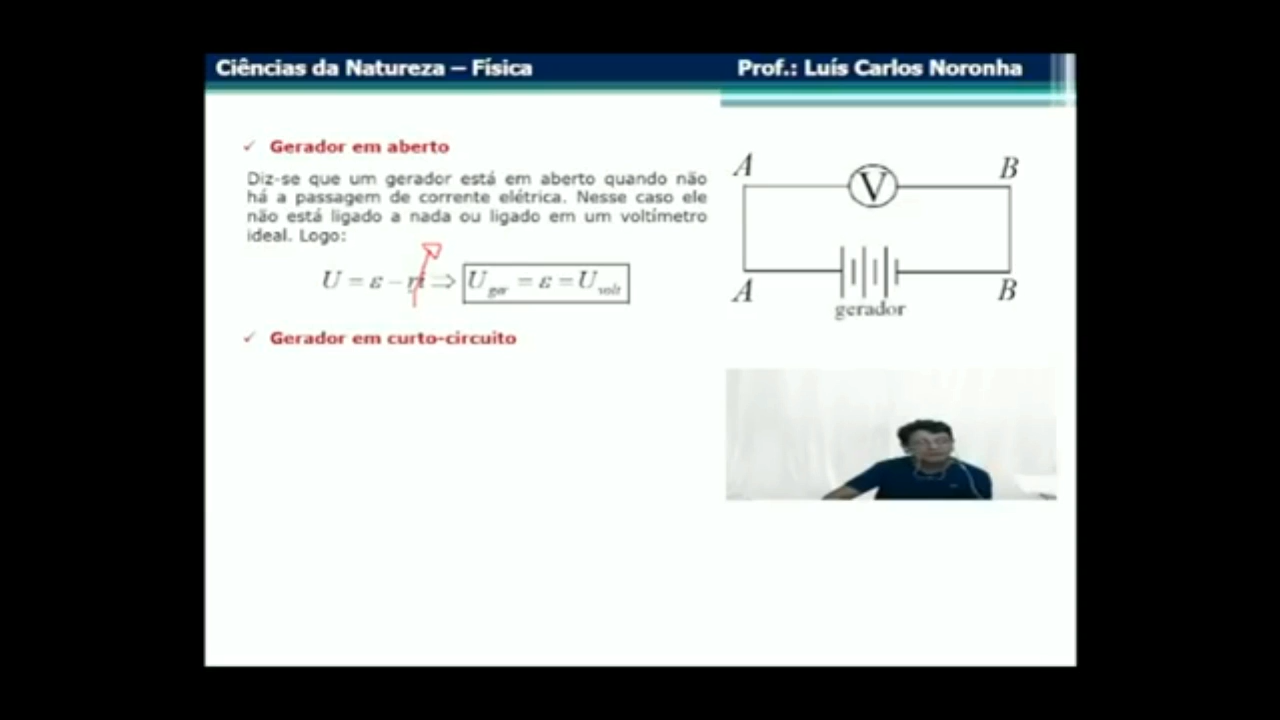 Ciências da Natureza – Física
Prof.: Luís Carlos Noronha
✓ Gerador em aberto
Diz-se que um gerador está em aberto quando não
há a passagem de corrente elétrica. Nesse caso ele
não está ligado a nada ou ligado em um voltímetro
ideal. Logo:
U = ε – ri ⇒ U ger = ε = U volt
✓ Gerador em curto-circuito
A
B
V
A
B
gerador